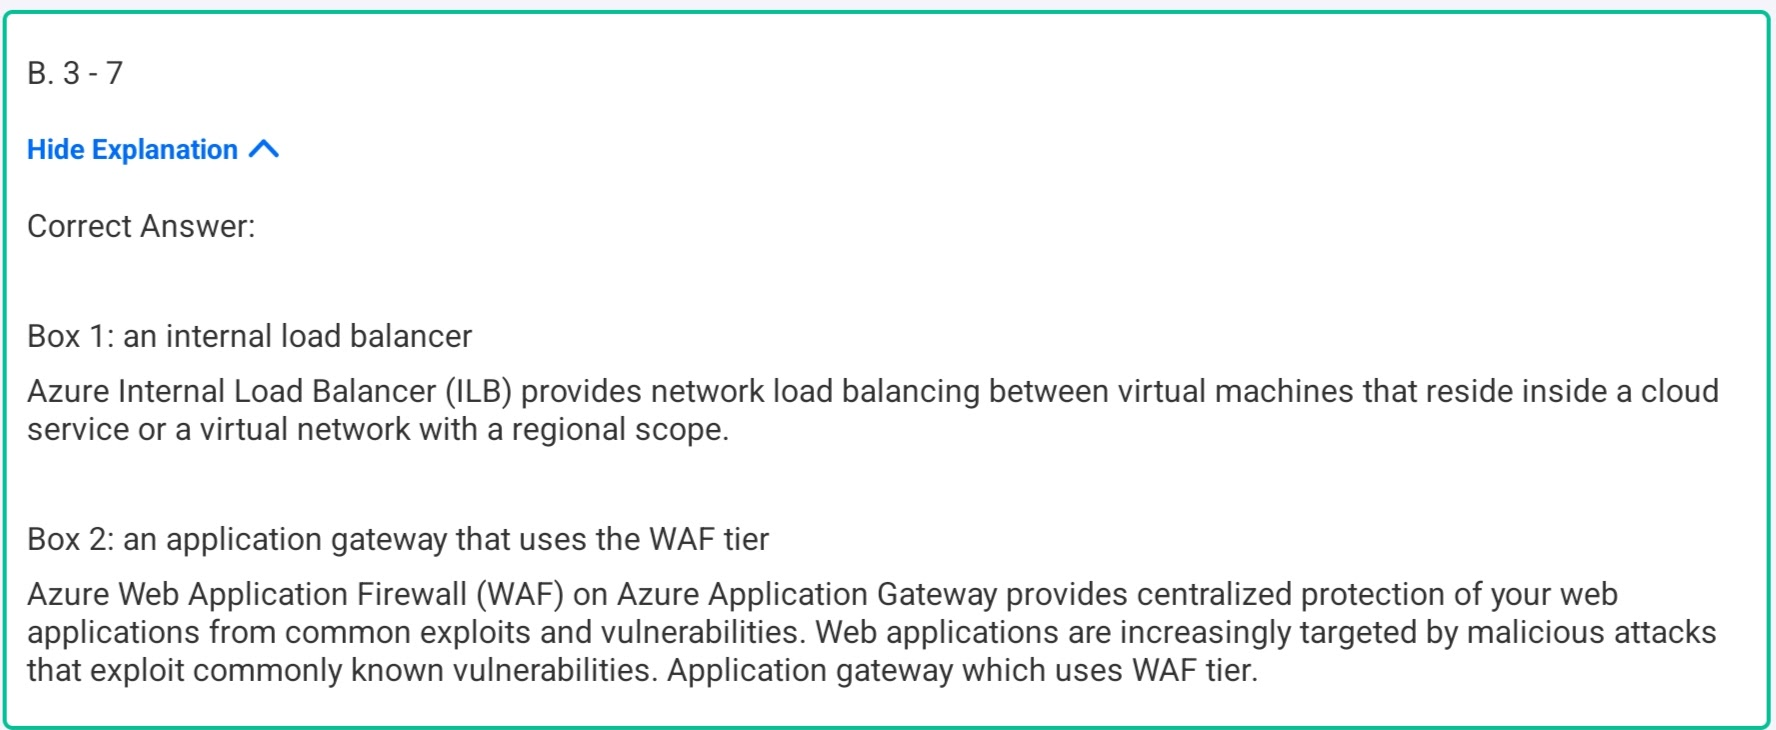 B. 3 - 7
Hide Explanation
Correct Answer:
Box 1: an internal load balancer
Azure Internal Load Balancer (ILB) provides network load balancing between virtual machines that reside inside a cloud
service or a virtual network with a regional scope.
Box 2: an application gateway that uses the WAF tier
Azure Web Application Firewall (WAF) on Azure Application Gateway provides centralized protection of your web
applications from common exploits and vulnerabilities. Web applications are increasingly targeted by malicious attacks
that exploit commonly known vulnerabilities. Application gateway which uses WAF tier.